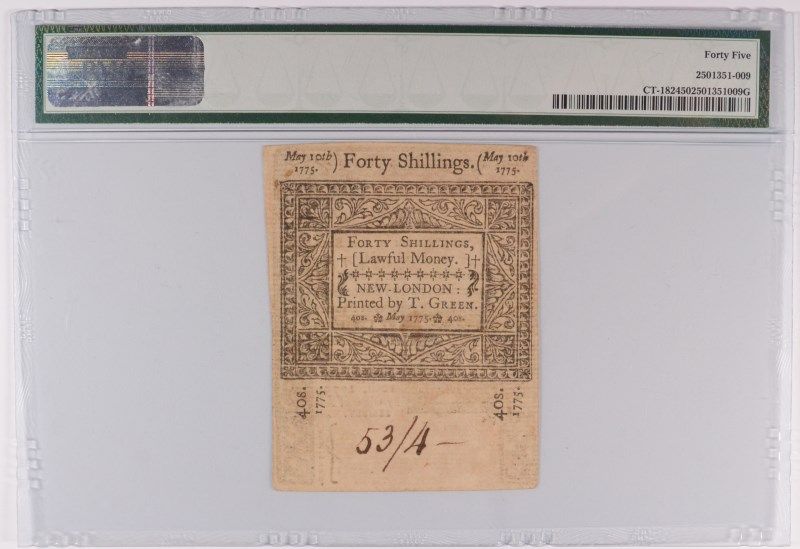 Forty Five
2501351-009
CT-1824502501351009G
May 10th 1775. ) Forty Shillings. ( May 10th 1775.
FORTY SHILLINGS,
† [Lawful Money. ] †
NEW-LONDON:
Printed by T. GREEN.
40s. May 1775. 40s.
40s.
1775.
40s.
1775.
53/4 –